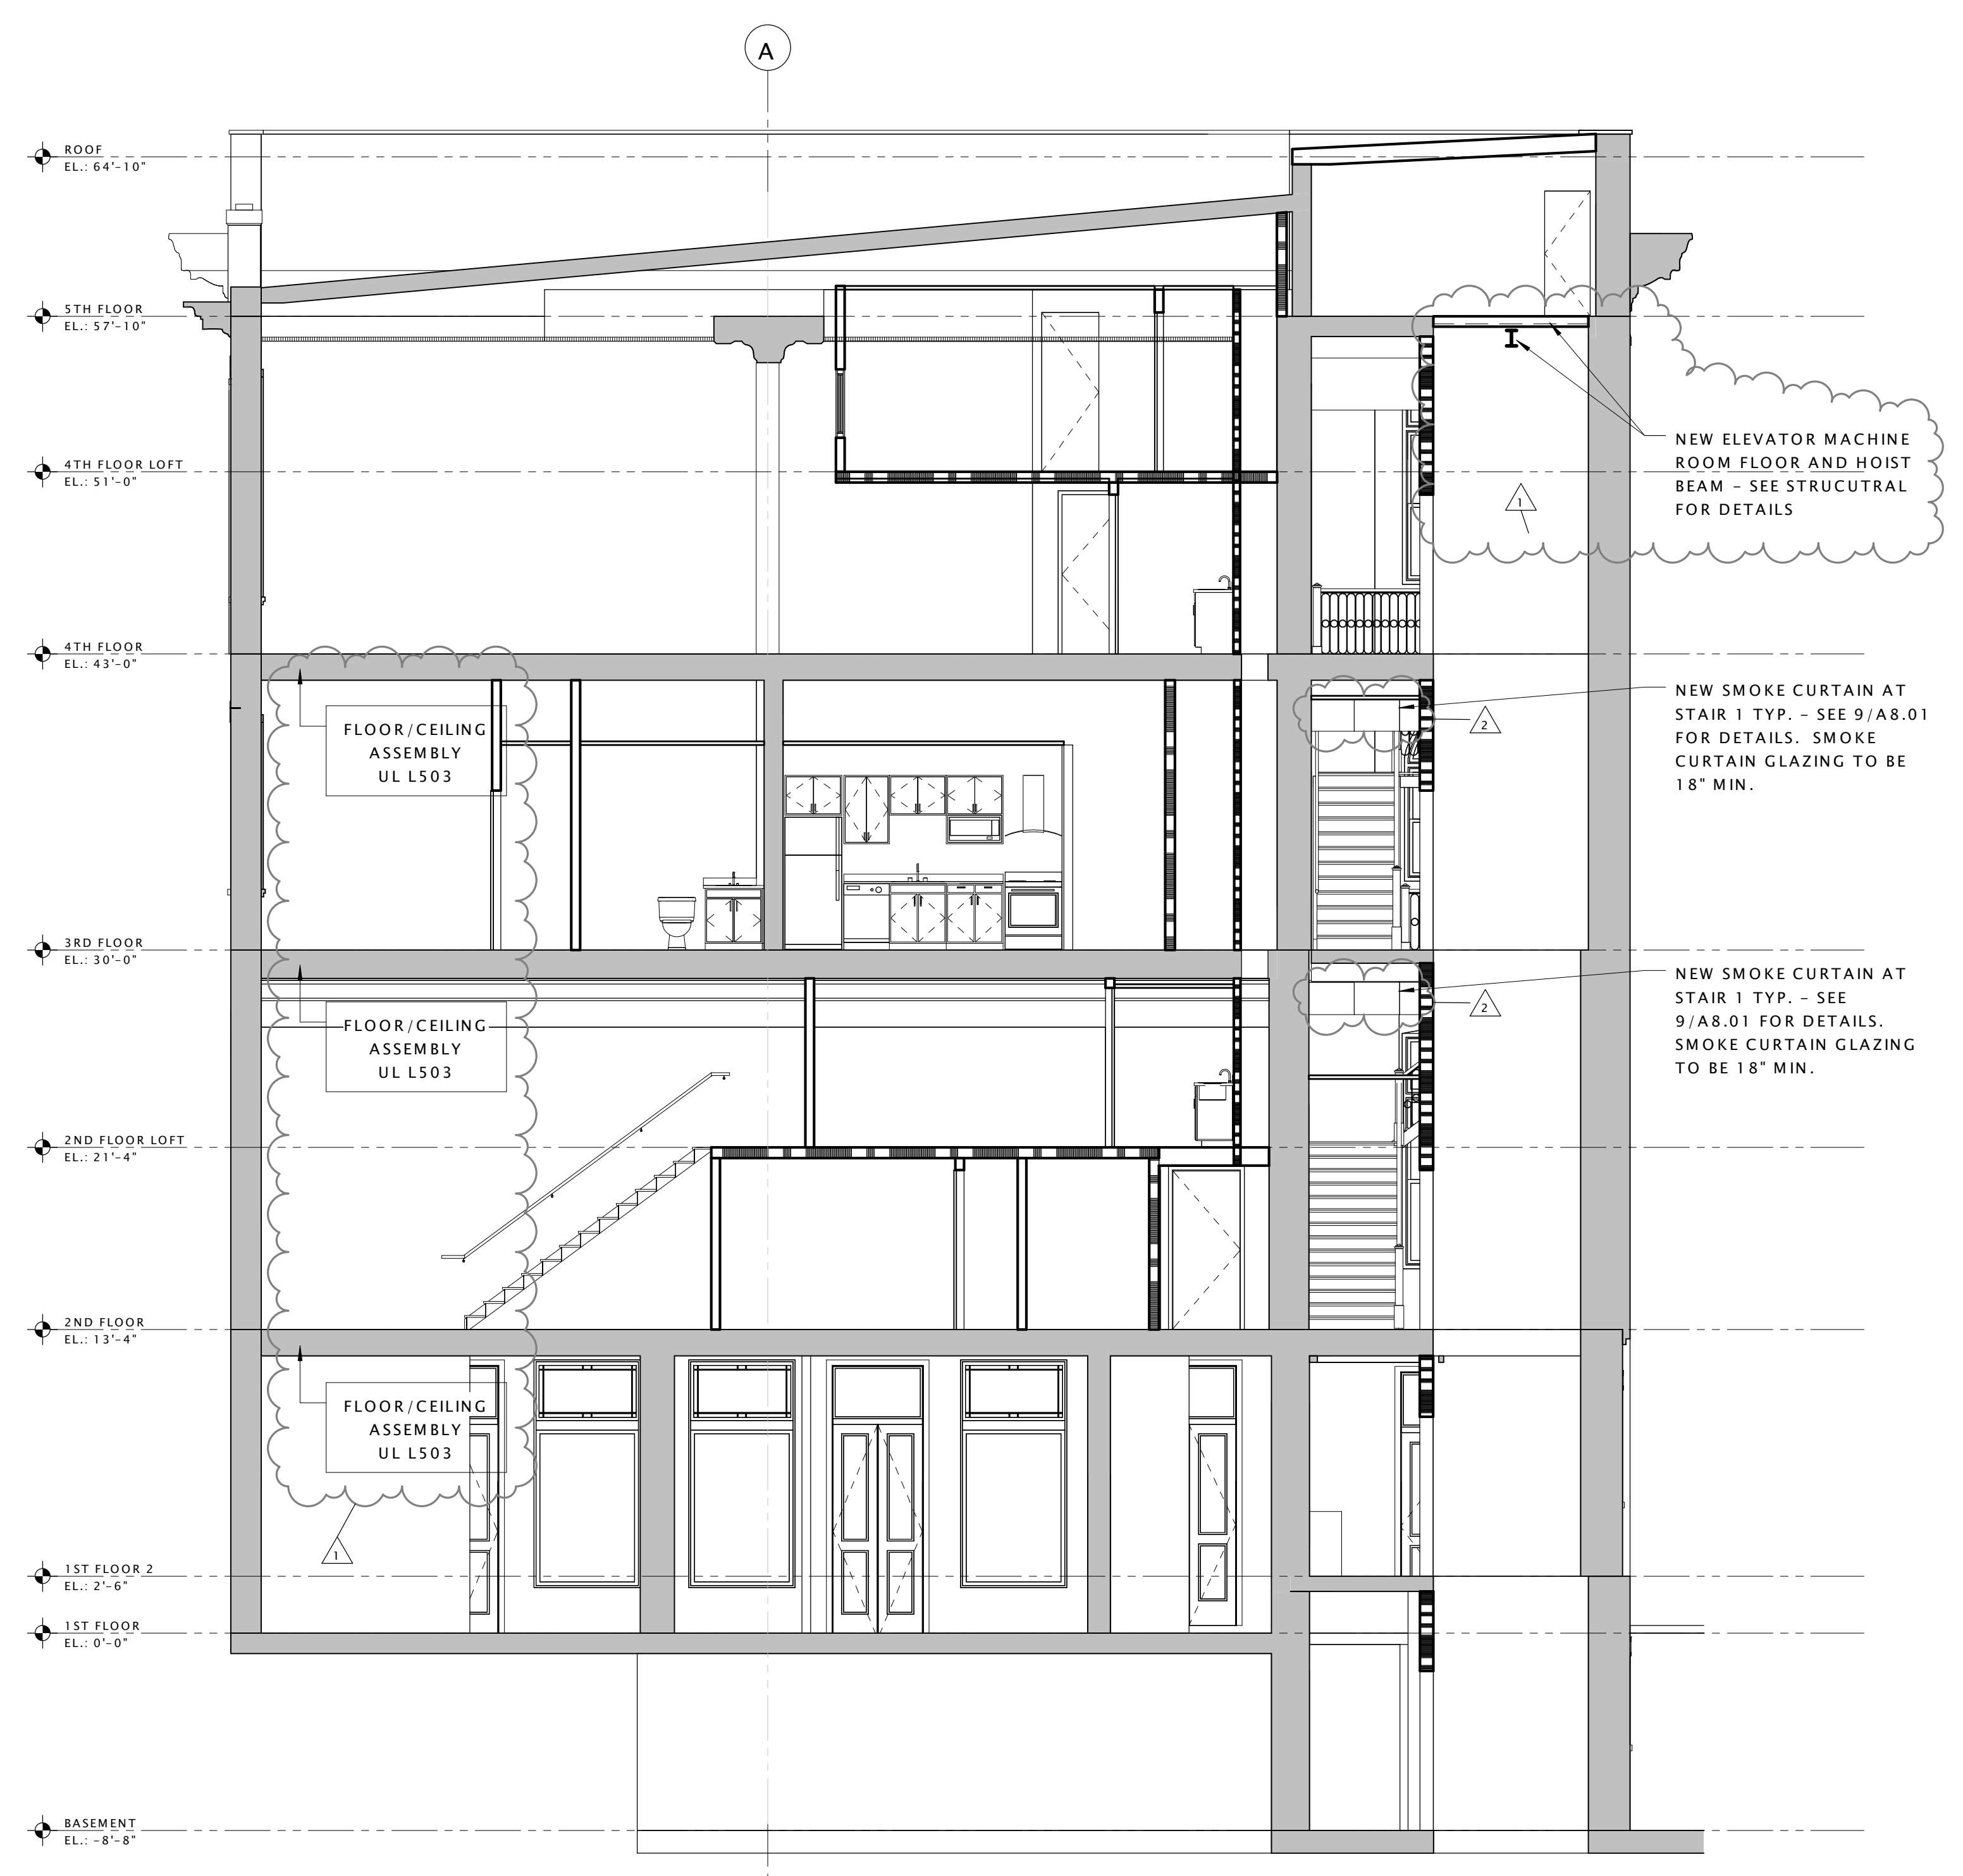 A
ROOF
EL.: 64'-10"
5TH FLOOR
EL.: 57'-10"
4TH FLOOR LOFT
EL.: 51'-0"
NEW ELEVATOR MACHINE
ROOM FLOOR AND HOIST
BEAM – SEE STRUCUTRAL
FOR DETAILS
1
4TH FLOOR
EL.: 43'-0"
FLOOR/CEILING
ASSEMBLY
UL L503
NEW SMOKE CURTAIN AT
STAIR 1 TYP. – SEE 9/A8.01
FOR DETAILS. SMOKE
CURTAIN GLAZING TO BE
18" MIN.
2
3RD FLOOR
EL.: 30'-0"
FLOOR/CEILING
ASSEMBLY
UL L503
NEW SMOKE CURTAIN AT
STAIR 1 TYP. – SEE
9/A8.01 FOR DETAILS.
SMOKE CURTAIN GLAZING
TO BE 18" MIN.
2
2ND FLOOR LOFT
EL.: 21'-4"
2ND FLOOR
EL.: 13'-4"
FLOOR/CEILING
ASSEMBLY
UL L503
1
1ST FLOOR 2
EL.: 2'-6"
1ST FLOOR
EL.: 0'-0"
BASEMENT
EL.: -8'-8"